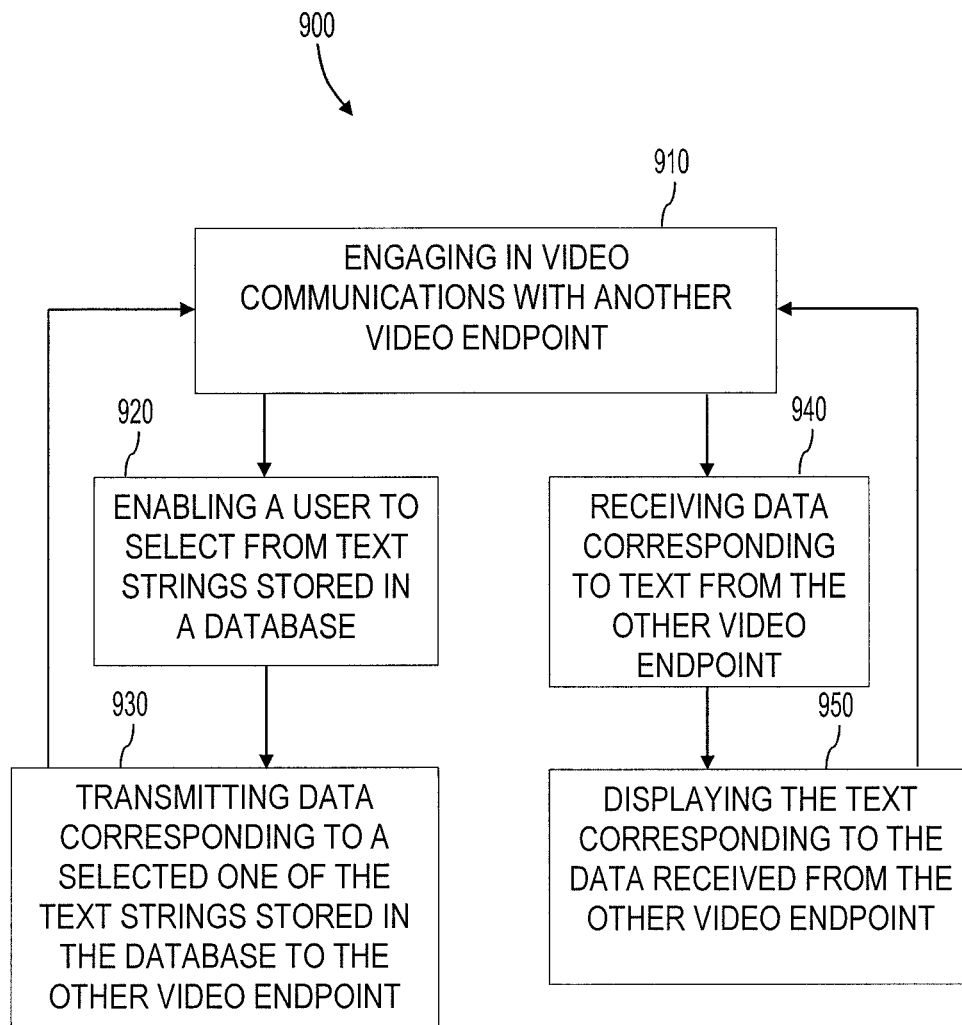 900
910
ENGAGING IN VIDEO
COMMUNICATIONS WITH ANOTHER
VIDEO ENDPOINT
920
ENABLING A USER TO
SELECT FROM TEXT
STRINGS STORED IN
A DATABASE
930
TRANSMITTING DATA
CORRESPONDING TO A
SELECTED ONE OF THE
TEXT STRINGS STORED IN
THE DATABASE TO THE
OTHER VIDEO ENDPOINT
940
RECEIVING DATA
CORRESPONDING
TO TEXT FROM THE
OTHER VIDEO
ENDPOINT
950
DISPLAYING THE TEXT
CORRESPONDING TO THE
DATA RECEIVED FROM THE
OTHER VIDEO ENDPOINT